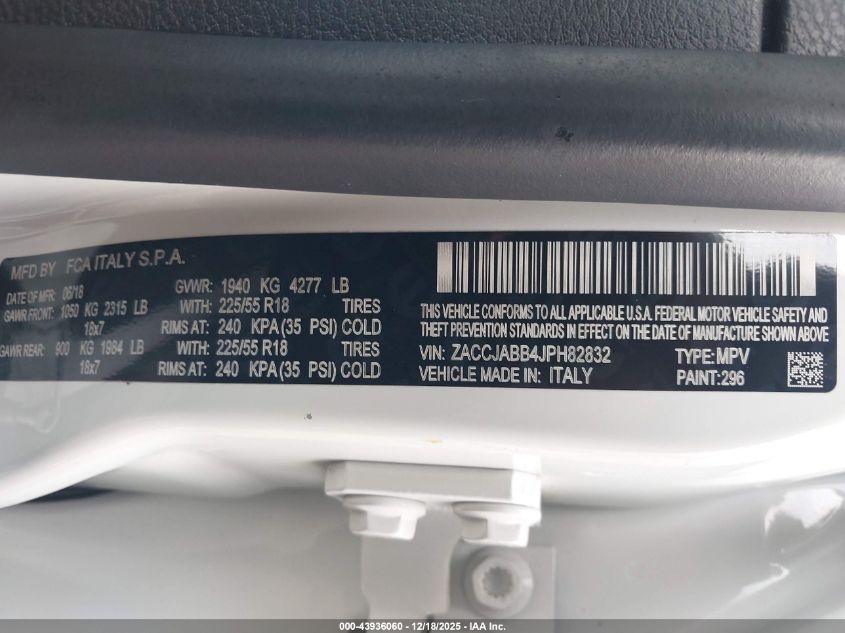 MFD BY FCA ITALY S.P.A.
DATE OF MFR 06/18 GVWR: 1940 KG 4277 LB
GAWR FRONT: 1050 KG 2315 LB WITH: 225/55 R18 TIRES
18x7 RIMS AT: 240 KPA (35 PSI) COLD
GAWR REAR: 900 KG 1984 LB WITH: 225/55 R18 TIRES
18x7 RIMS AT: 240 KPA (35 PSI) COLD
THIS VEHICLE CONFORMS TO ALL APPLICABLE U.S.A. FEDERAL MOTOR VEHICLE SAFETY AND
THEFT PREVENTION STANDARDS IN EFFECT ON THE DATE OF MANUFACTURE SHOWN ABOVE
VIN: ZACCJABB4JPH82832 TYPE: MPV
VEHICLE MADE IN: ITALY PAINT: 296
000-43936060 - 12/18/2025 - IAA Inc.